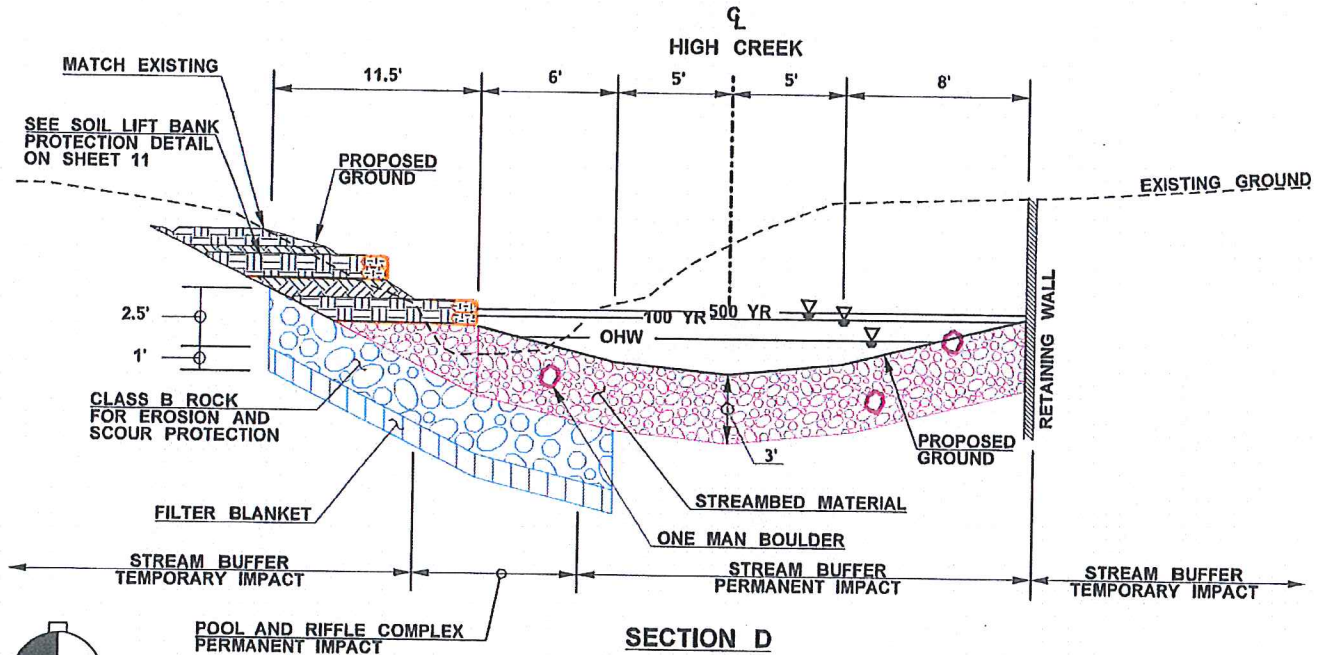 ℄
HIGH CREEK
MATCH EXISTING
11.5'
6'
5'
5'
8'
SEE SOIL LIFT BANK
PROTECTION DETAIL
ON SHEET 11
PROPOSED
GROUND
EXISTING GROUND
2.5'
1'
100 YR
500 YR
OHW
RETAINING WALL
CLASS B ROCK
FOR EROSION AND
SCOUR PROTECTION
3'
PROPOSED
GROUND
FILTER BLANKET
STREAMBED MATERIAL
ONE MAN BOULDER
STREAM BUFFER
TEMPORARY IMPACT
STREAM BUFFER
PERMANENT IMPACT
STREAM BUFFER
TEMPORARY IMPACT
POOL AND RIFFLE COMPLEX
PERMANENT IMPACT
SECTION D